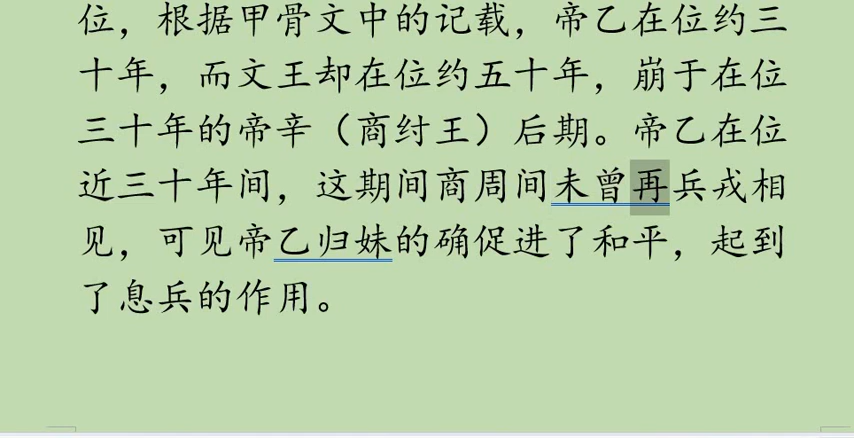 位，根据甲骨文中的记载，帝乙在位约三
十年，而文王却在位约五十年，崩于在位
三十年的帝辛（商纣王）后期。帝乙在位
近三十年间，这期间商周间未曾再兵戎相
见，可见帝乙归妹的确促进了和平，起到
了息兵的作用。